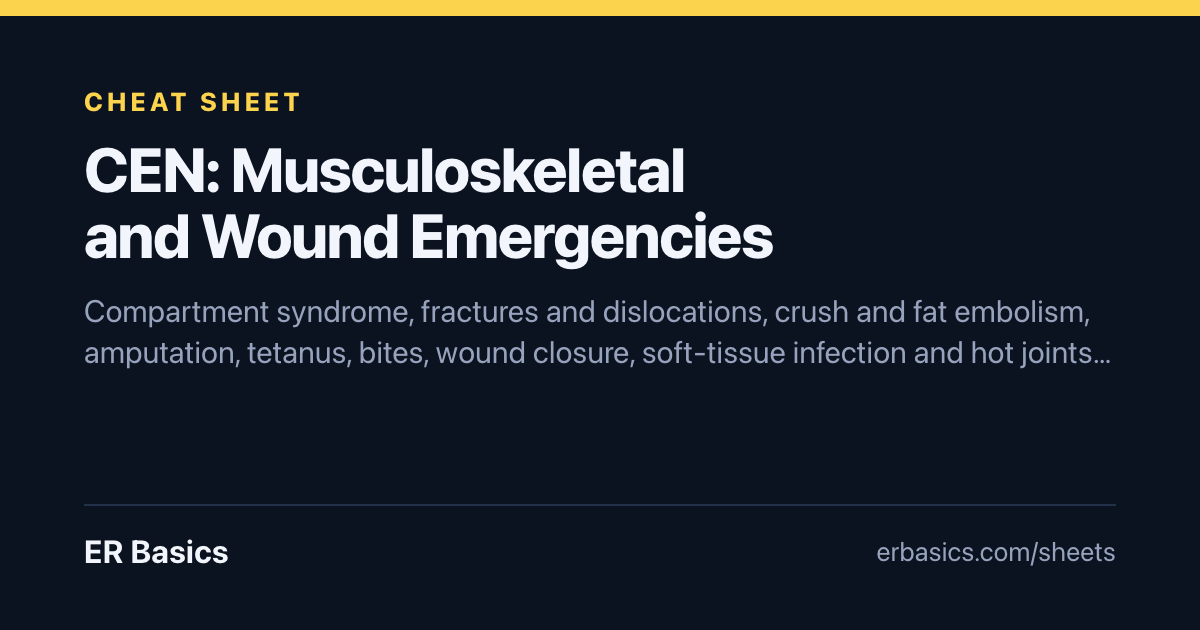 CHEAT SHEET
CEN: Musculoskeletal
and Wound Emergencies
Compartment syndrome, fractures and dislocations, crush and fat embolism,
amputation, tetanus, bites, wound closure, soft-tissue infection and hot joints...
ER Basics
erbasics.com/sheets